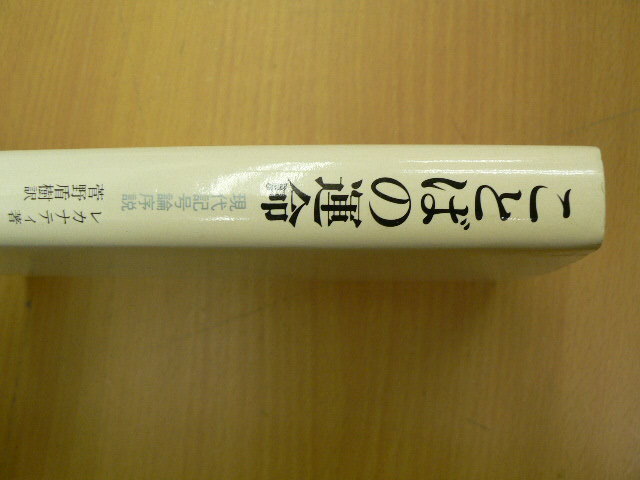 ことばの運命
現代記号論序説
レカナティ著
菅野盾樹訳